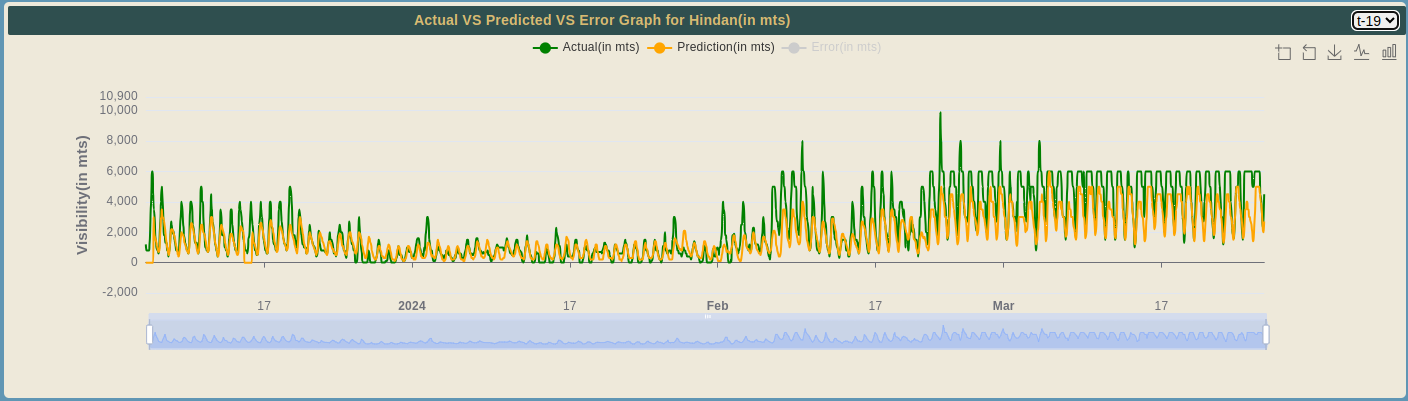 Actual VS Predicted VS Error Graph for Hindan(in mts)
t-19
Actual(in mts) Prediction(in mts) Error(in mts)
Visibility(in mts)
10,900
10,000
8,000
6,000
4,000
2,000
0
-2,000
17 2024 17 Feb 17 Mar 17